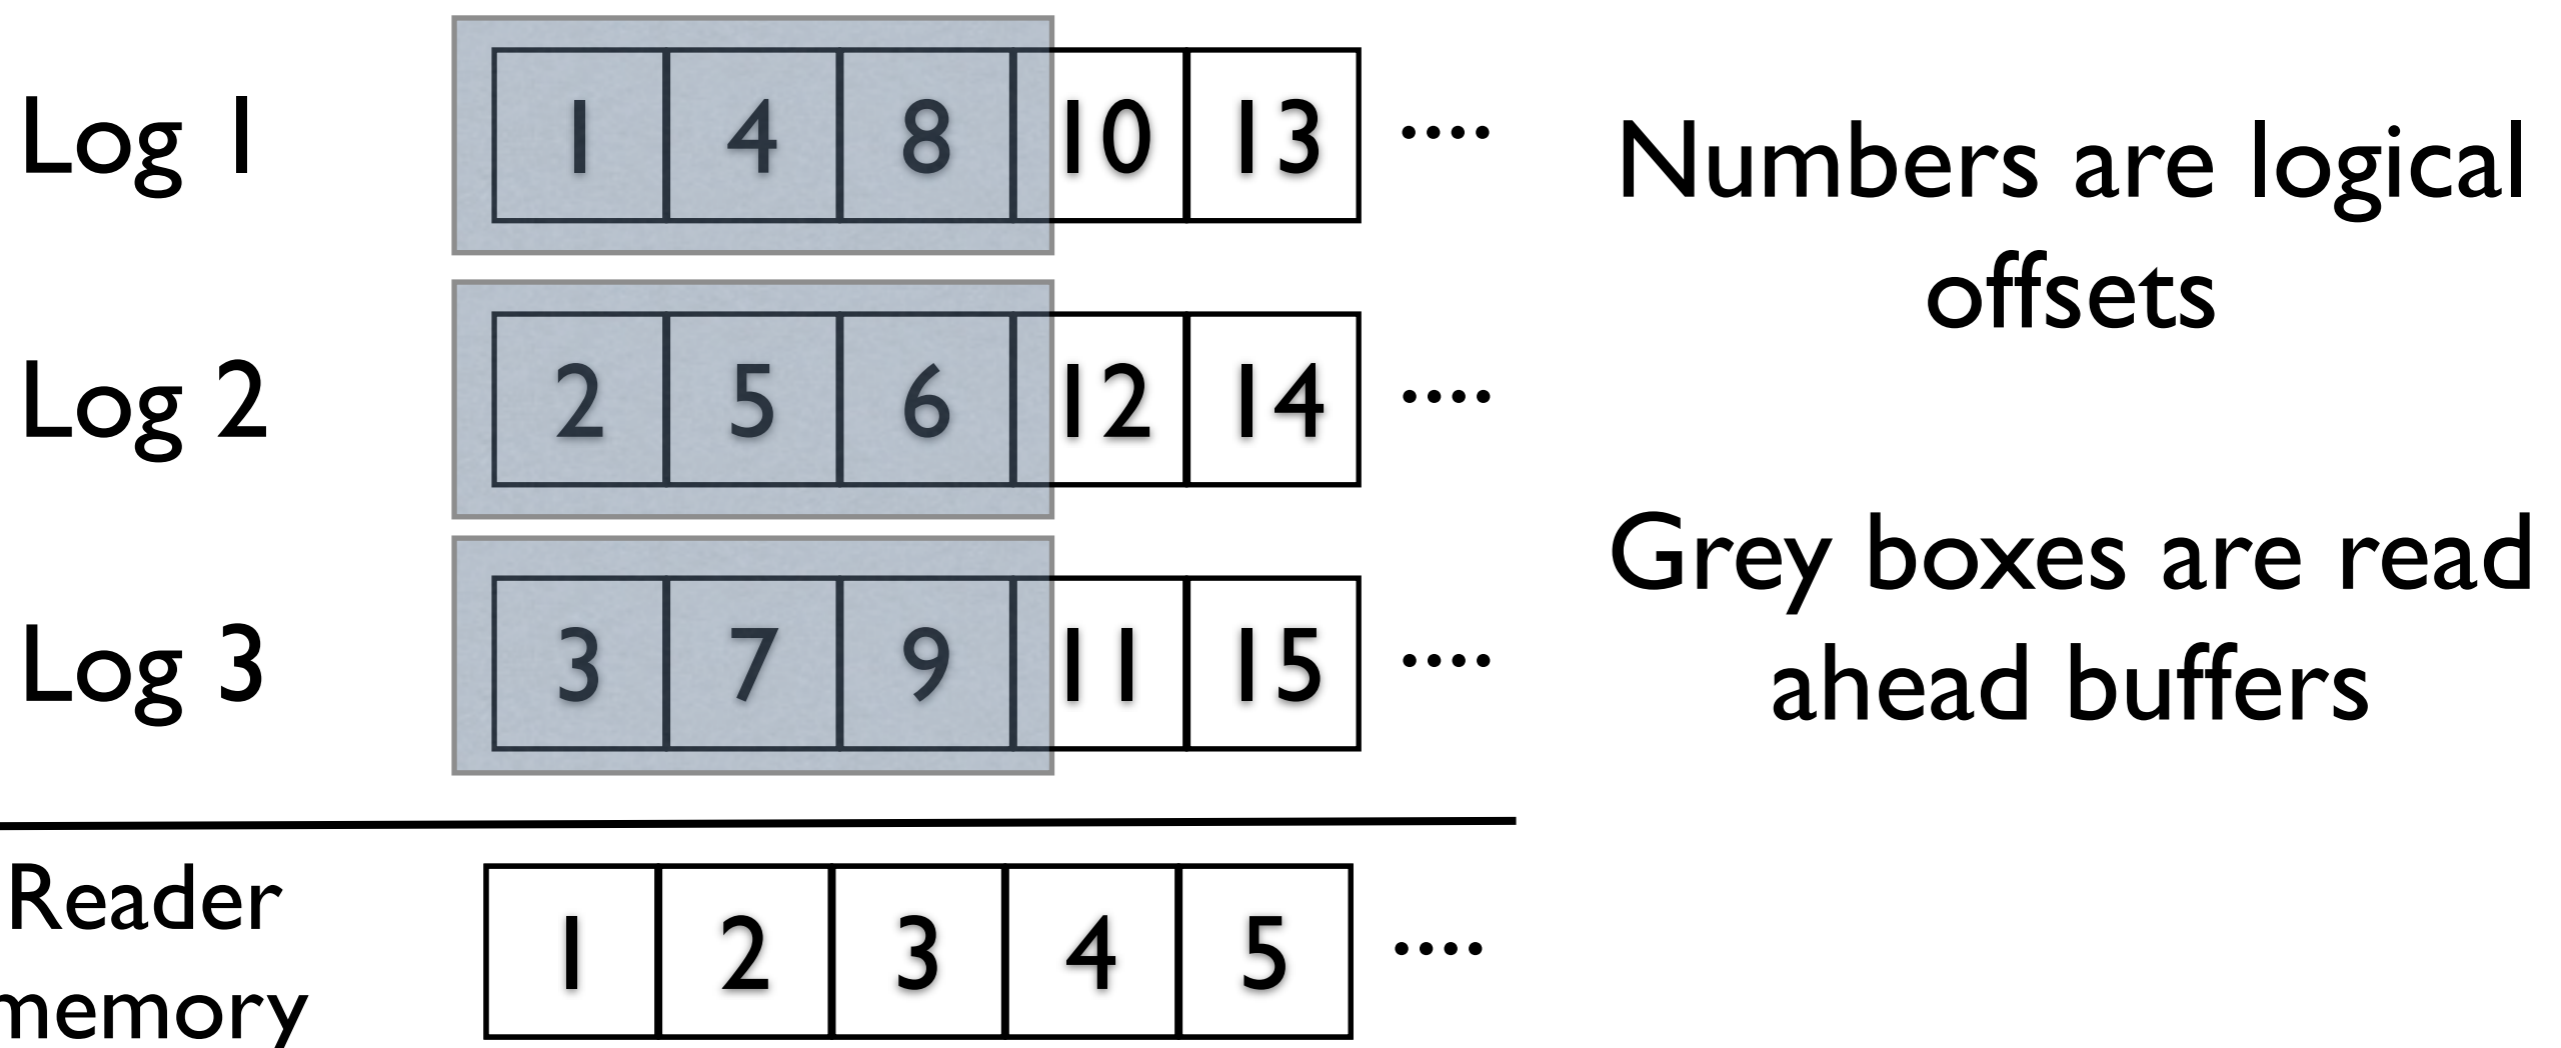 Log 1 1 4 8 10 13 ....
Numbers are logical
offsets
Log 2 2 5 6 12 14 ....
Grey boxes are read
ahead buffers
Log 3 3 7 9 11 15 ....
Reader
memory
1 2 3 4 5 ....